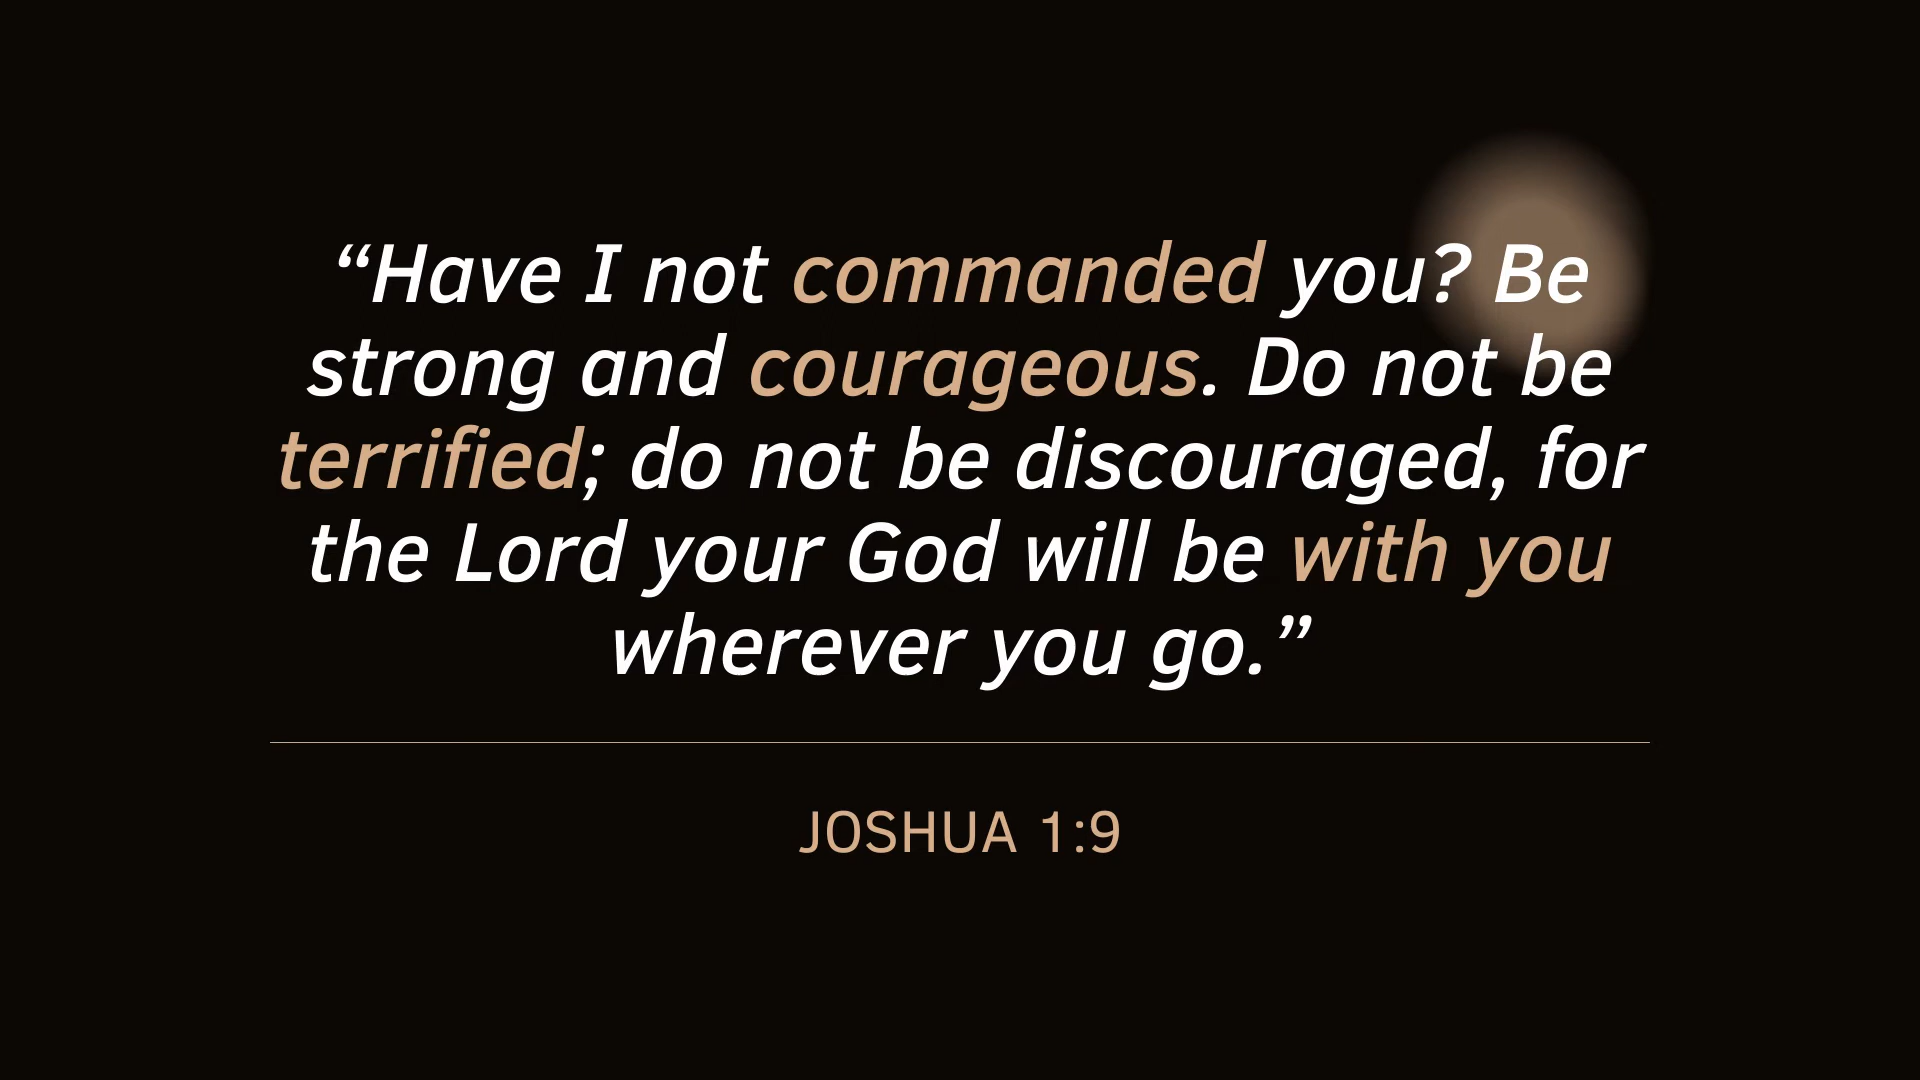 “Have I not commanded you? Be
strong and courageous. Do not be
terrified; do not be discouraged, for
the Lord your God will be with you
wherever you go.”
JOSHUA 1:9